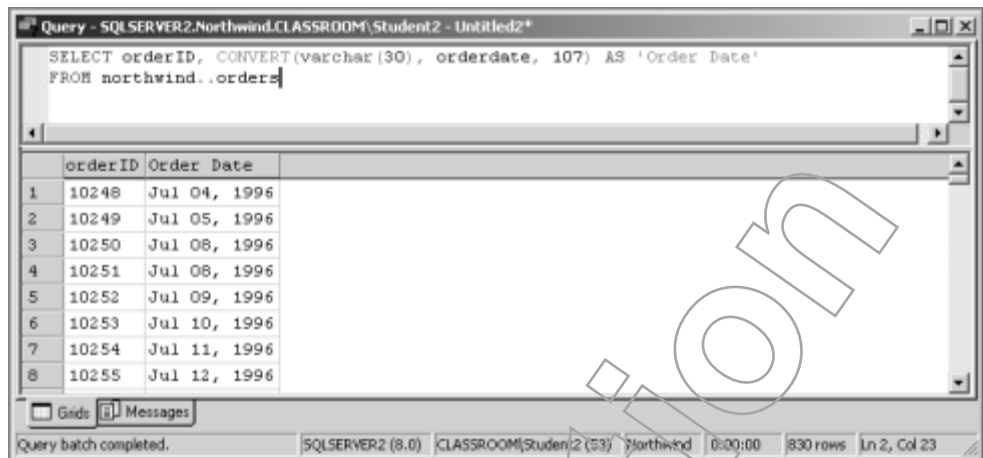 Query - SQLSERVER2.Northwind.CLASSROOM\Student2 - Untitled2*
SELECT orderID, CONVERT(varchar(30), orderdate, 107) AS 'Order Date'
FROM northwind..orders
orderID Order Date
1 10248 Jul 04, 1996
2 10249 Jul 05, 1996
3 10250 Jul 08, 1996
4 10251 Jul 08, 1996
5 10252 Jul 09, 1996
6 10253 Jul 10, 1996
7 10254 Jul 11, 1996
8 10255 Jul 12, 1996
Grids Messages
Query batch completed. SQLSERVER2 (8.0) CLASSROOM\Student2 (53) Northwind 0:00:00 830 rows Ln 2, Col 23
ion